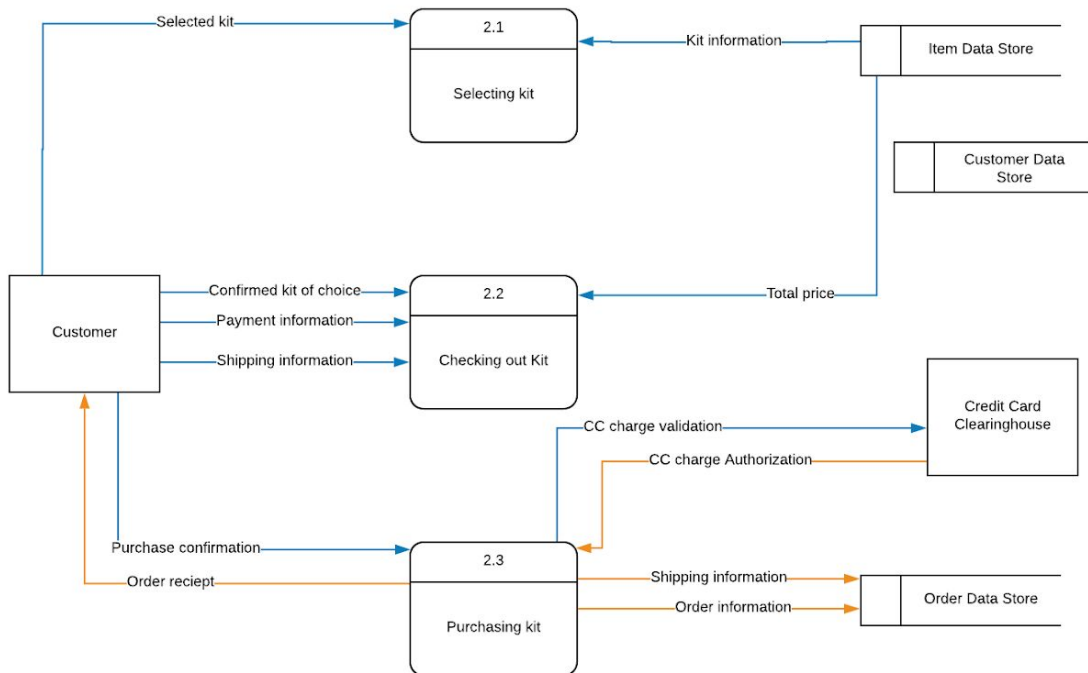 Selected kit
2.1
Kit information
Item Data Store
Selecting kit
Customer Data
Store
Confirmed kit of choice
2.2
Total price
Customer
Payment information
Shipping information
Checking out Kit
Credit Card
Clearinghouse
CC charge validation
CC charge Authorization
Purchase confirmation
2.3
Order reciept
Shipping information
Order information
Order Data Store
Purchasing kit